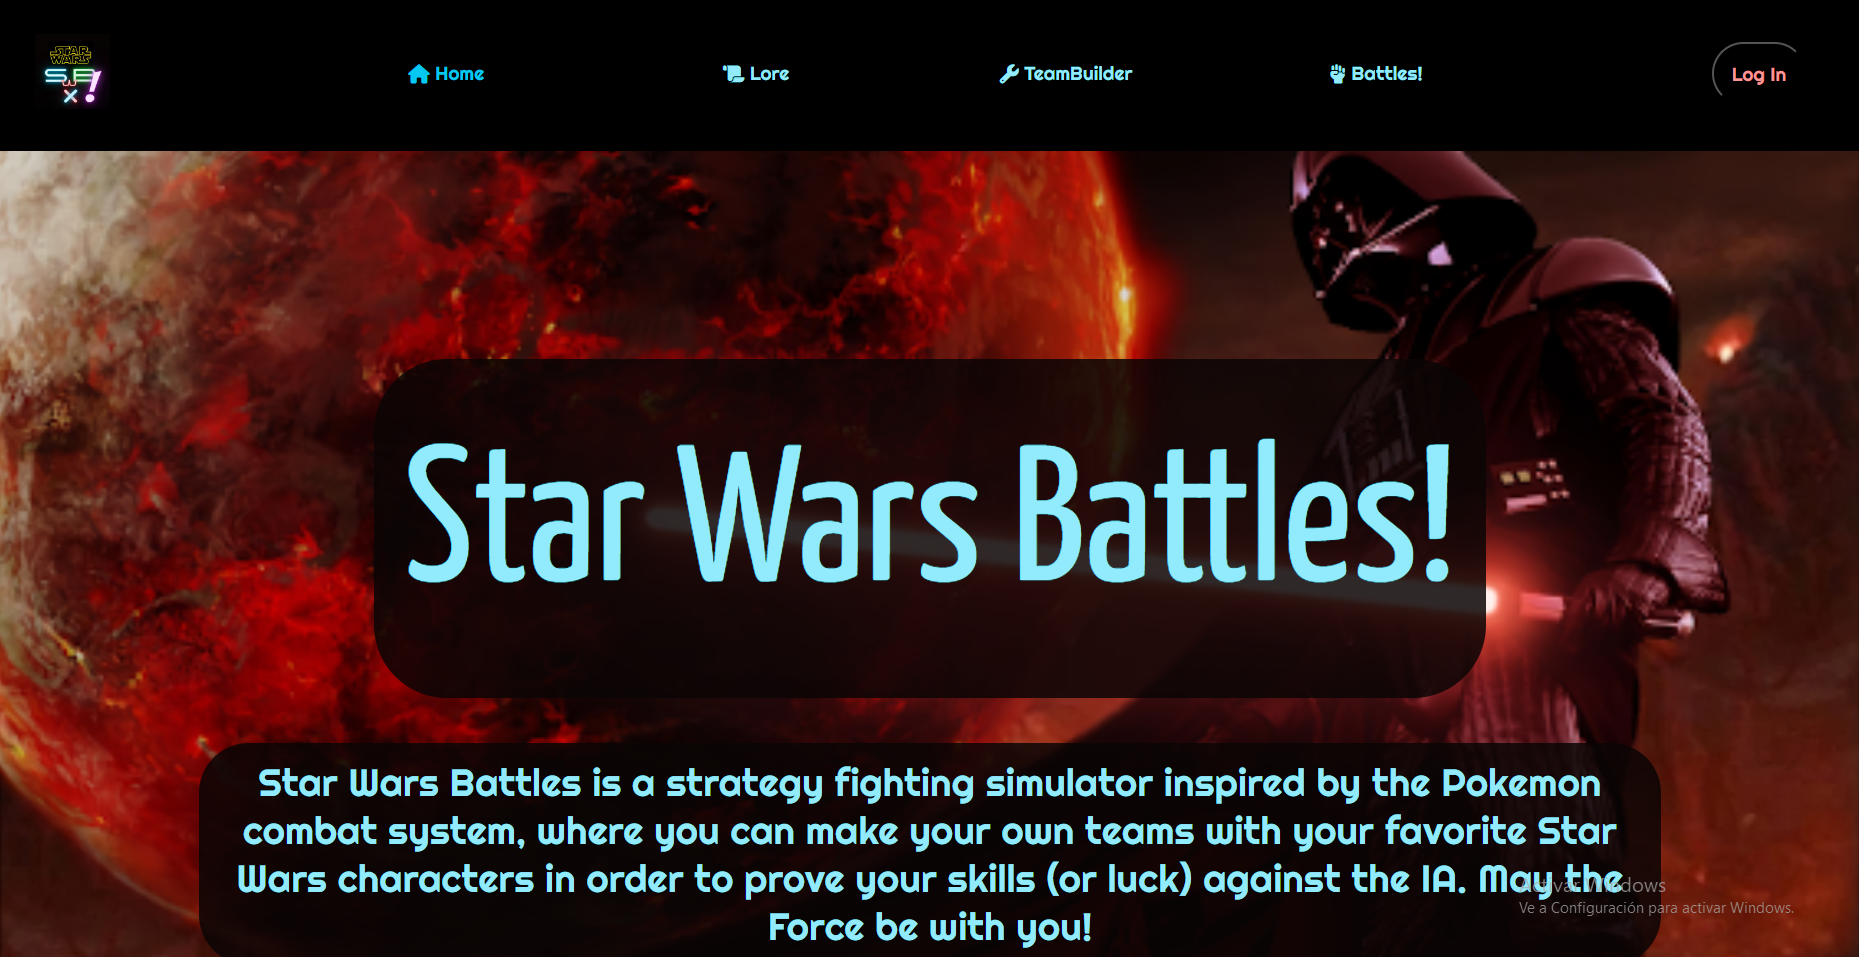 STAR
WARS
Home
Lore
TeamBuilder
Battles!
Log In
Star Wars Battles!
Star Wars Battles is a strategy fighting simulator inspired by the Pokemon
combat system, where you can make your own teams with your favorite Star
Wars characters in order to prove your skills (or luck) against the IA. May the
Force be with you!
Activar Windows
Ve a Configuración para activar Windows.